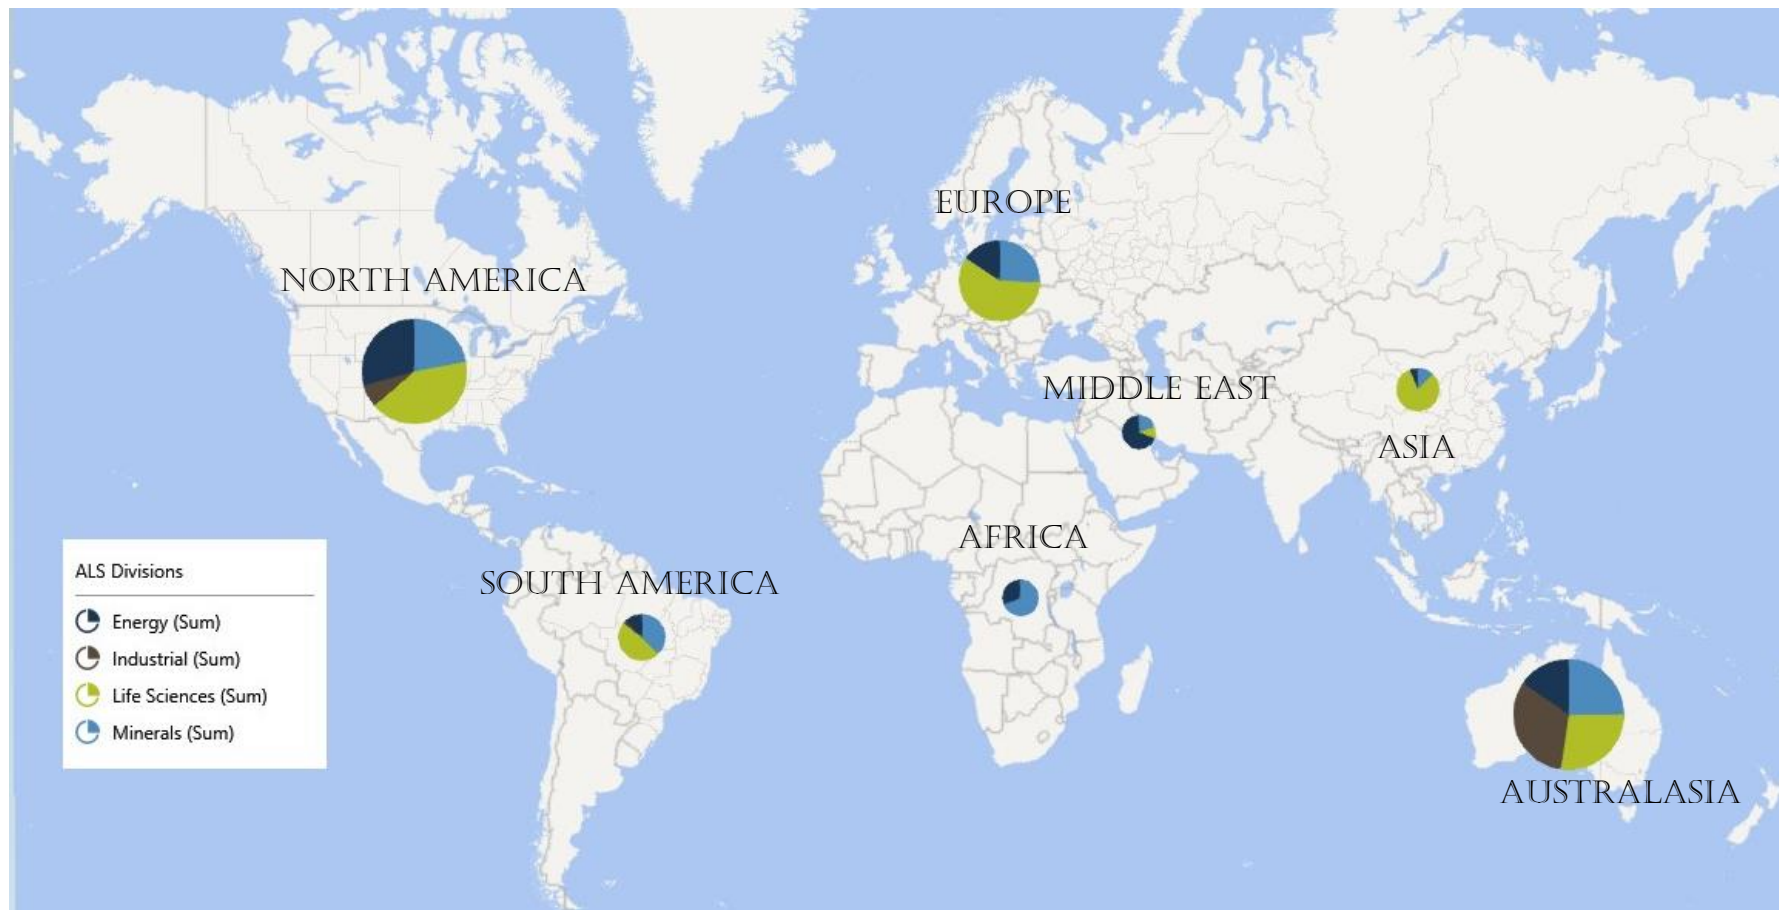 EUROPE
NORTH AMERICA
MIDDLE EAST
ASIA
AFRICA
ALS Divisions
SOUTH AMERICA
Energy (Sum)
Industrial (Sum)
Life Sciences (Sum)
Minerals (Sum)
AUSTRALASIA